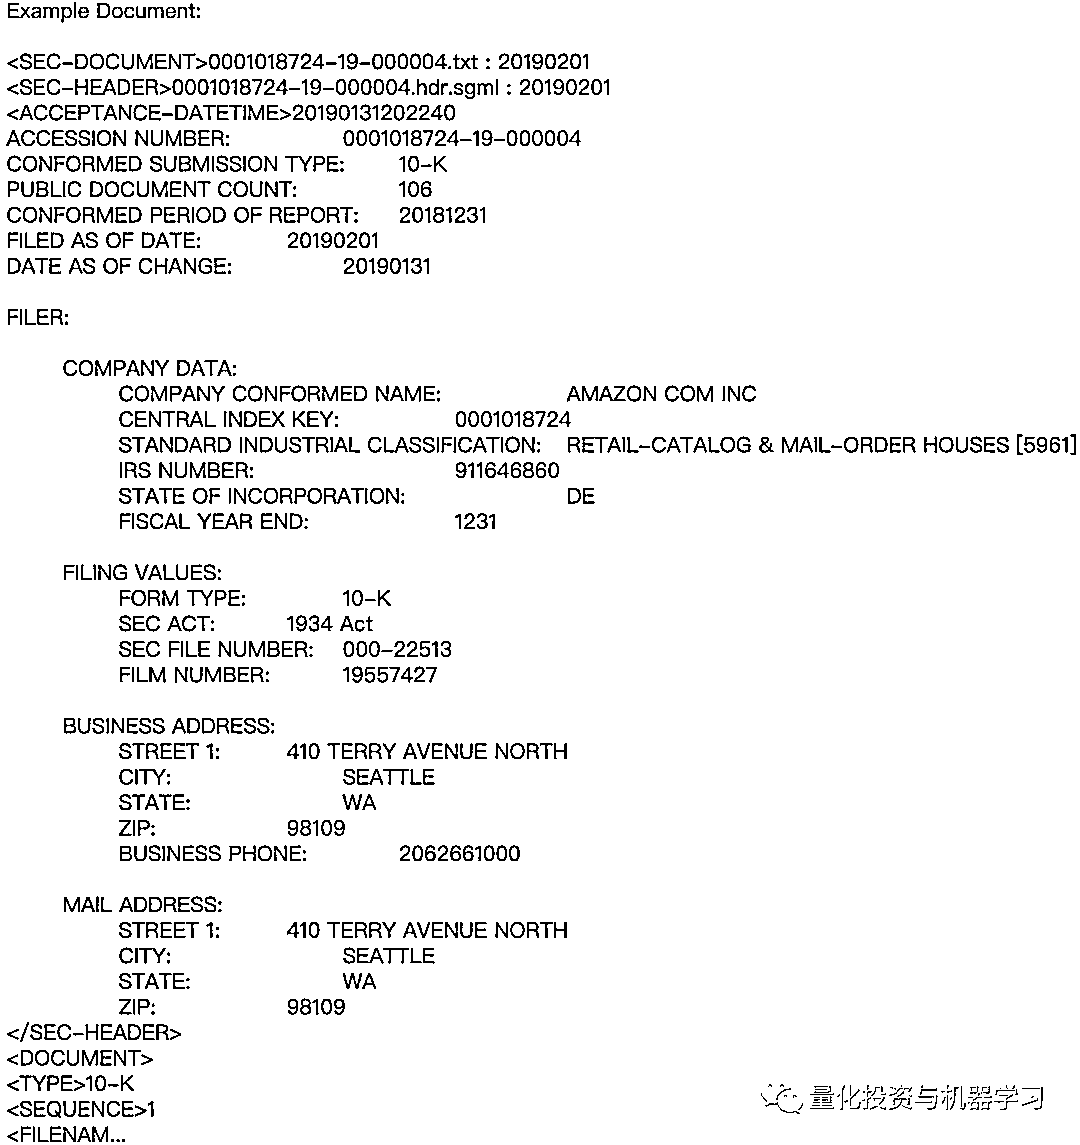 Example Document:
<SEC-DOCUMENT>0001018724-19-000004.txt : 20190201
<SEC-HEADER>0001018724-19-000004.hdr.sgml : 20190201
<ACCEPTANCE-DATETIME>20190131202240
ACCESSION NUMBER: 0001018724-19-000004
CONFORMED SUBMISSION TYPE: 10-K
PUBLIC DOCUMENT COUNT: 106
CONFORMED PERIOD OF REPORT: 20181231
FILED AS OF DATE: 20190201
DATE AS OF CHANGE: 20190131
FILER:
COMPANY DATA:
COMPANY CONFORMED NAME: AMAZON COM INC
CENTRAL INDEX KEY: 0001018724
STANDARD INDUSTRIAL CLASSIFICATION: RETAIL-CATALOG & MAIL-ORDER HOUSES [5961]
IRS NUMBER: 911646860
STATE OF INCORPORATION: DE
FISCAL YEAR END: 1231
FILING VALUES:
FORM TYPE: 10-K
SEC ACT: 1934 Act
SEC FILE NUMBER: 000-22513
FILM NUMBER: 19557427
BUSINESS ADDRESS:
STREET 1: 410 TERRY AVENUE NORTH
CITY: SEATTLE
STATE: WA
ZIP: 98109
BUSINESS PHONE: 2062661000
MAIL ADDRESS:
STREET 1: 410 TERRY AVENUE NORTH
CITY: SEATTLE
STATE: WA
ZIP: 98109
</SEC-HEADER>
<DOCUMENT>
<TYPE>10-K
<SEQUENCE>1
<FILENAM...
量化投资与机器学习